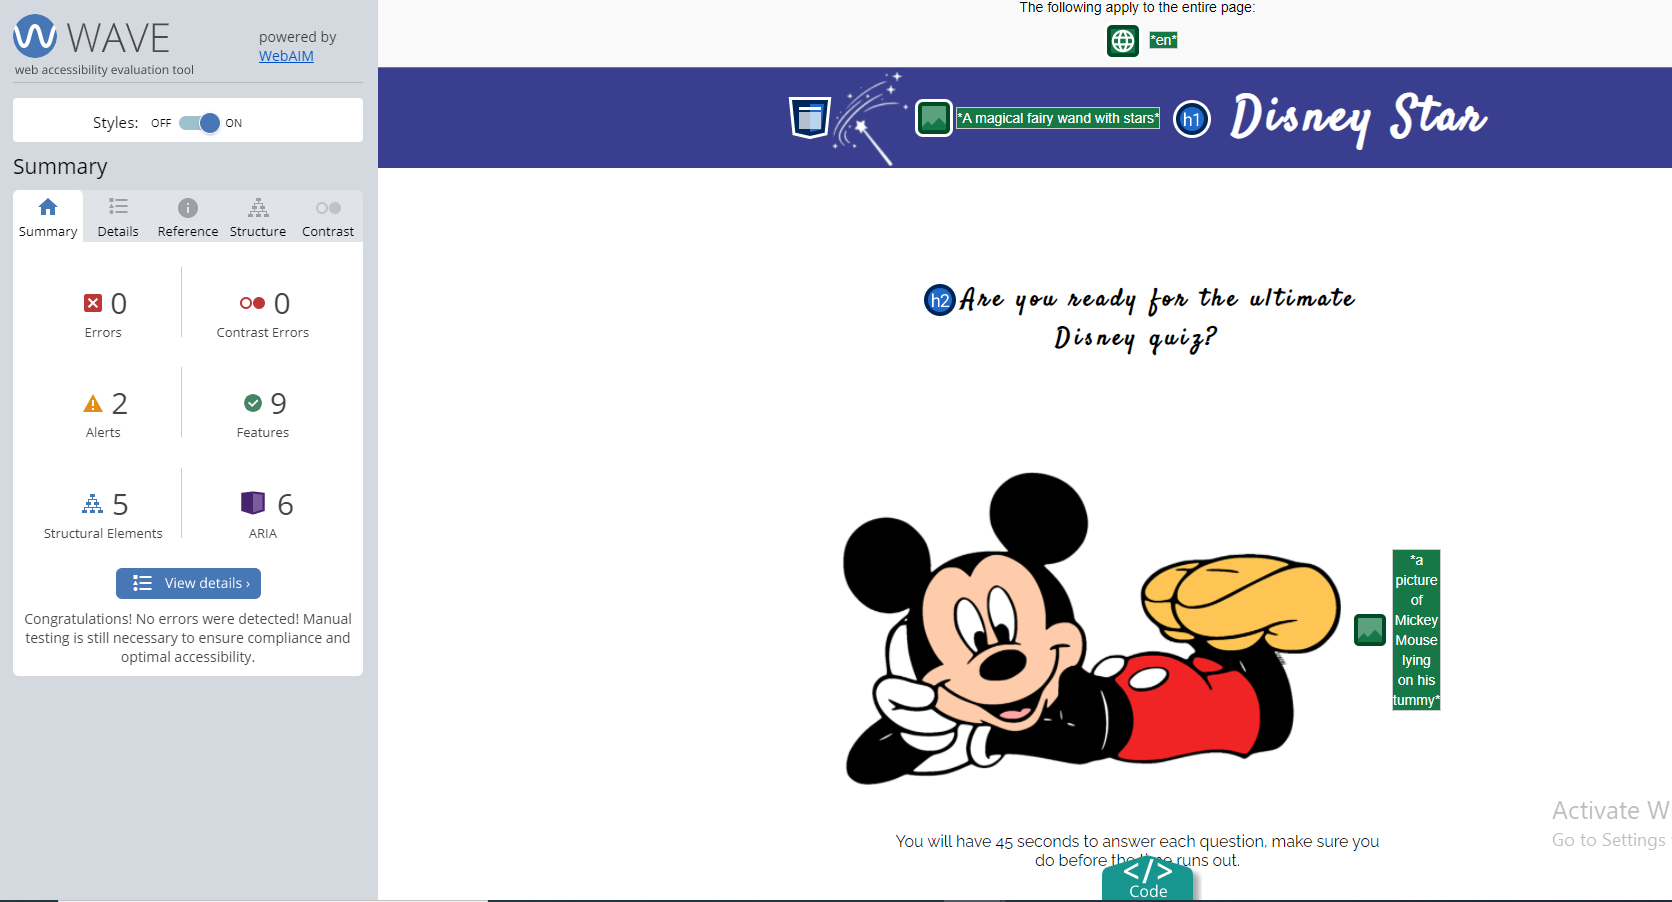 WAVE
powered by
WebAIM
web accessibility evaluation tool
Styles: OFF ON
Summary
Summary Details Reference Structure Contrast
0 Errors
0 Contrast Errors
2 Alerts
9 Features
5 Structural Elements
6 ARIA
View details ›
Congratulations! No errors were detected! Manual
testing is still necessary to ensure compliance and
optimal accessibility.
The following apply to the entire page:
*en*
*A magical fairy wand with stars*
h1 Disney Star
h2 Are you ready for the ultimate
Disney quiz?
*a
picture
of
Mickey
Mouse
lying
on his
tummy*
You will have 45 seconds to answer each question, make sure you
do before the time runs out.
</> Code
Activate W
Go to Settings